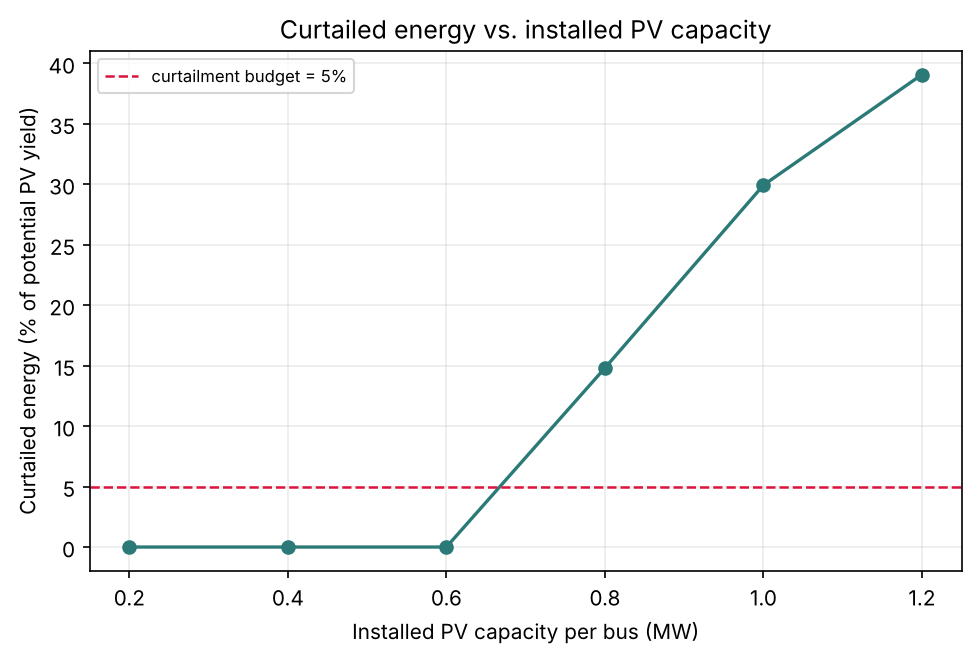 Curtailed energy vs. installed PV capacity
curtailment budget = 5%
Curtailed energy (% of potential PV yield)
40
35
30
25
20
15
10
5
0
0.2 0.4 0.6 0.8 1.0 1.2
Installed PV capacity per bus (MW)